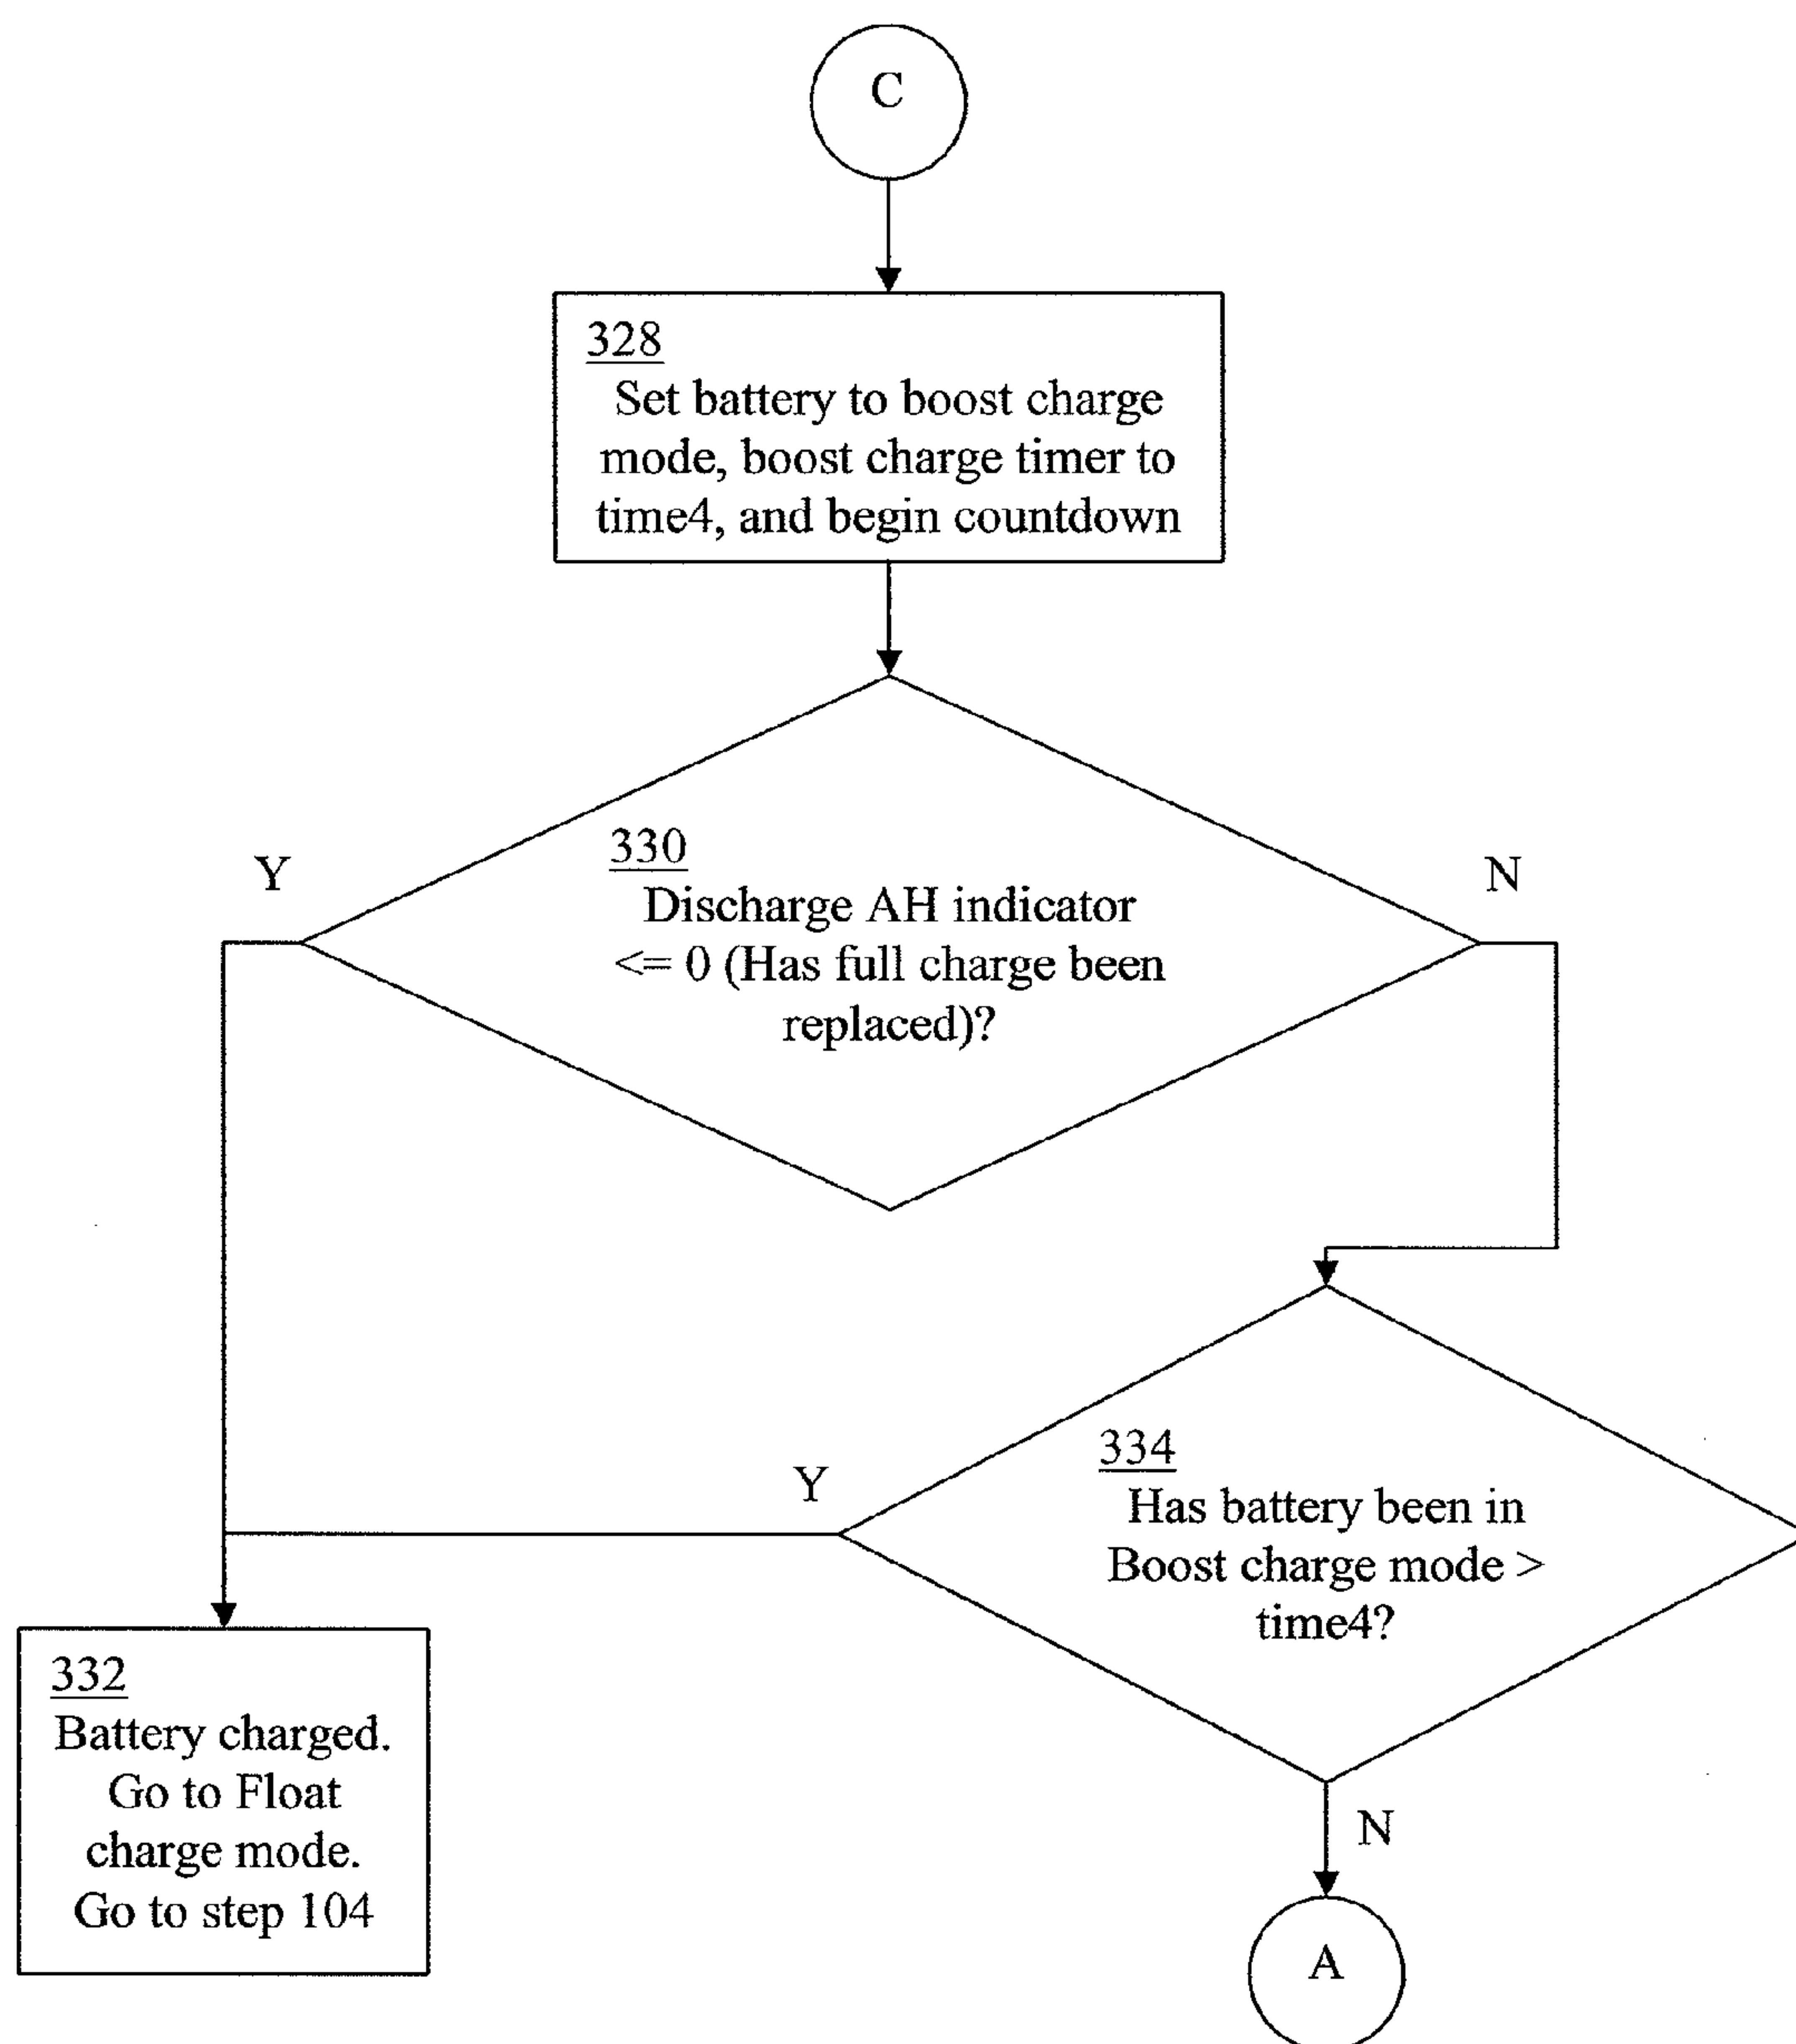 C
328
Set battery to boost charge
mode, boost charge timer to
time4, and begin countdown
Y
N
330
Discharge AH indicator
<= 0 (Has full charge been
replaced)?
Y
334
Has battery been in
Boost charge mode >
time4?
332
Battery charged.
Go to Float
charge mode.
Go to step 104
N
A